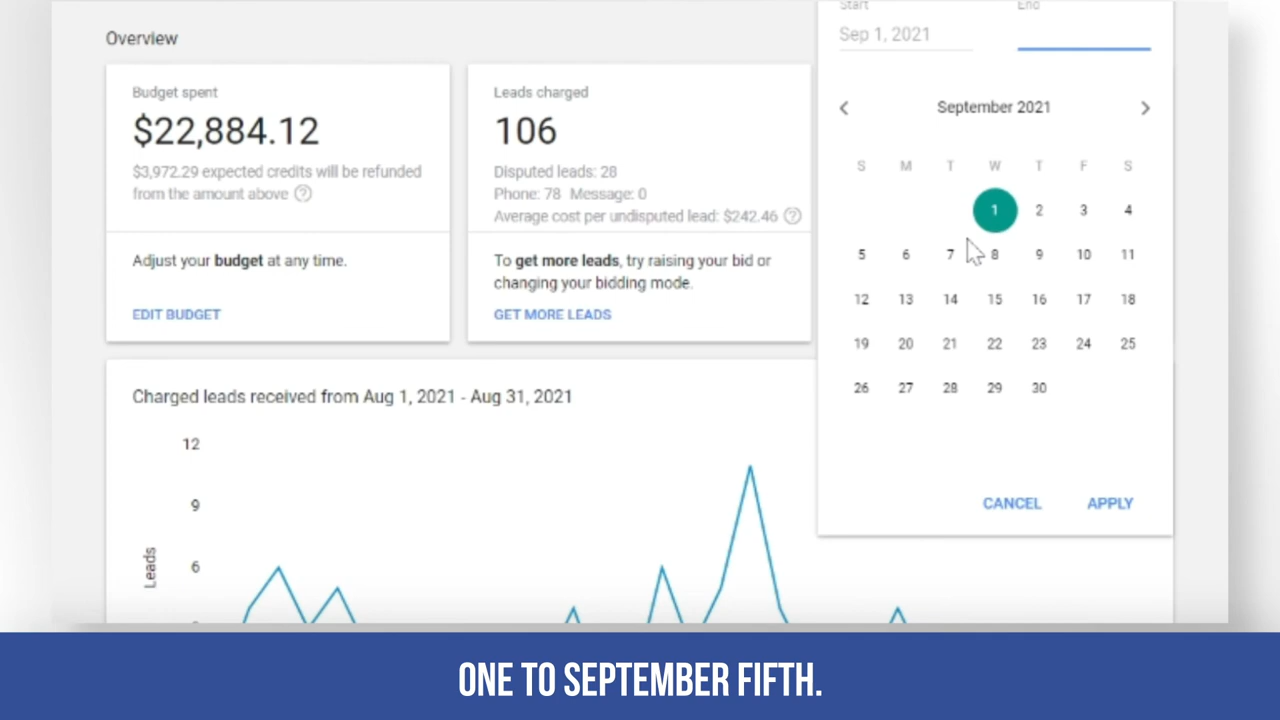 Overview
Budget spent
$22,884.12
$3,972.29 expected credits will be refunded
from the amount above ?
Adjust your budget at any time.
EDIT BUDGET
Leads charged
106
Disputed leads: 28
Phone: 78 Message: 0
Average cost per undisputed lead: $242.46 ?
To get more leads, try raising your bid or
changing your bidding mode.
GET MORE LEADS
Start End
Sep 1, 2021
September 2021
S M T W T F S
1 2 3 4
5 6 7 8 9 10 11
12 13 14 15 16 17 18
19 20 21 22 23 24 25
26 27 28 29 30
CANCEL APPLY
Charged leads received from Aug 1, 2021 - Aug 31, 2021
12
9
6
Leads
ONE TO SEPTEMBER FIFTH.